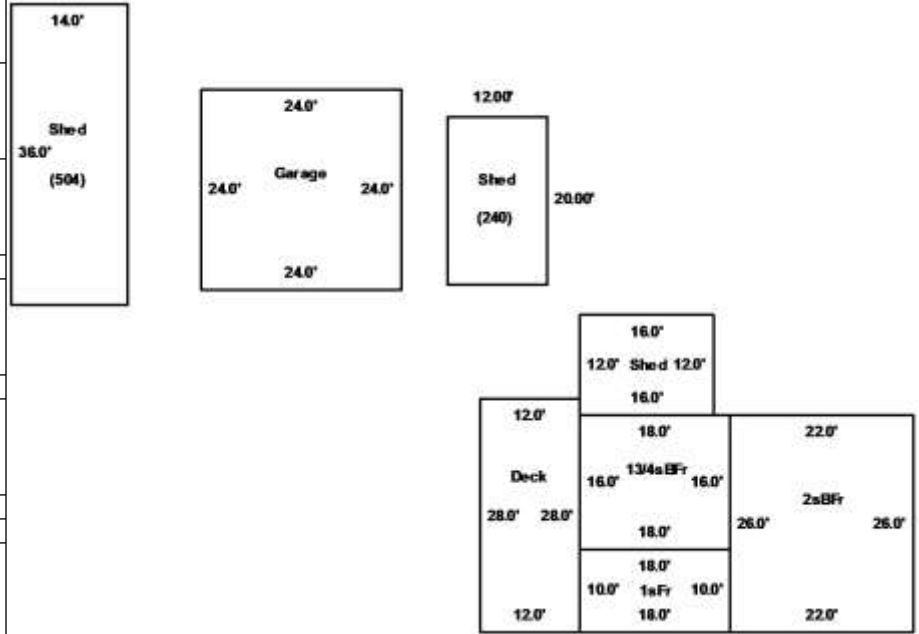 14.0'
Shed
36.0'
(504)
24.0'
Garage
24.0' 24.0'
24.0'
12.00'
Shed
20.00'
(240)
16.0'
12.0' Shed 12.0'
16.0'
12.0'
Deck
28.0' 28.0'
12.0'
18.0'
13/4sBFr
16.0' 16.0'
18.0'
18.0'
10.0' 1sFr 10.0'
18.0'
22.0'
2sBFr
26.0' 26.0'
22.0'